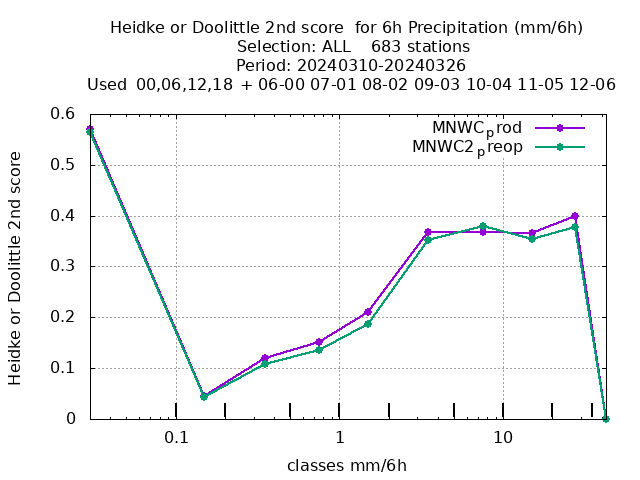 Heidke or Doolittle 2nd score  for 6h Precipitation (mm/6h)
Selection: ALL    683 stations
Period: 20240310-20240326
Used  00,06,12,18  + 06-00 07-01 08-02 09-03 10-04 11-05 12-06
MNWCprod
MNWC2preop
Heidke or Doolittle 2nd score
0.6
0.5
0.4
0.3
0.2
0.1
0
0.1 1 10
classes mm/6h